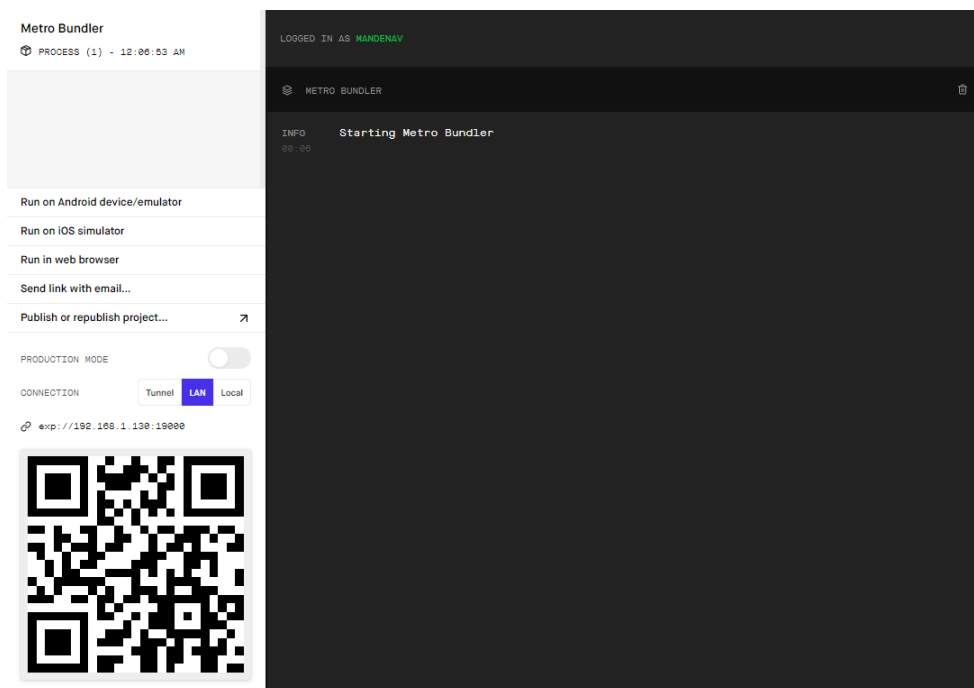 Metro Bundler
PROCESS (1) - 12:06:53 AM
Run on Android device/emulator
Run on iOS simulator
Run in web browser
Send link with email...
Publish or republish project...
PRODUCTION MODE
CONNECTION
Tunnel LAN Local
exp://192.168.1.130:19000
LOGGED IN AS MANDENAV
METRO BUNDLER
INFO Starting Metro Bundler
00:06